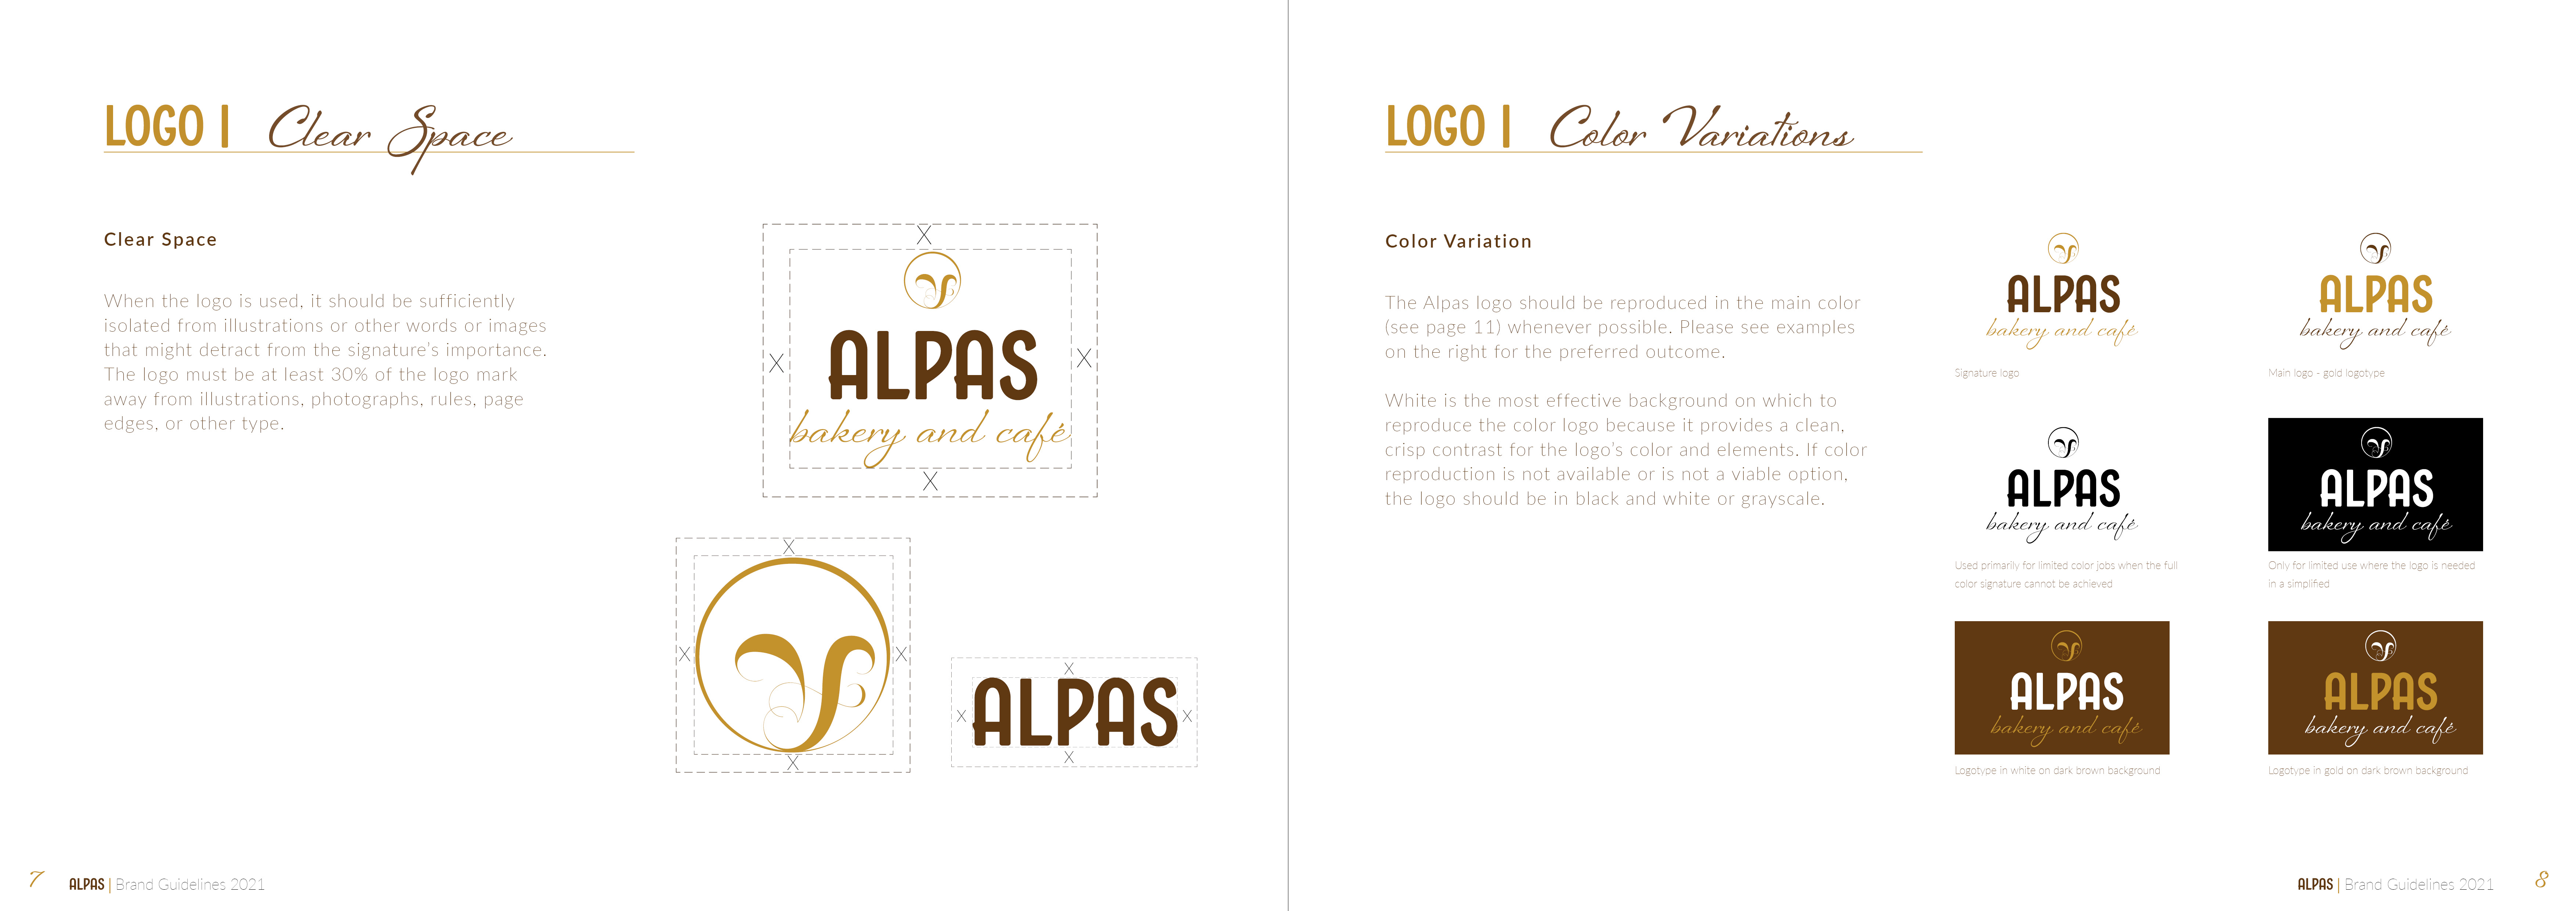 LOGO | Clear Space
Clear Space
When the logo is used, it should be sufficiently
isolated from illustrations or other words or images
that might detract from the signature's importance.
The logo must be at least 30% of the logo mark
away from illustrations, photographs, rules, page
edges, or other type.
X
X
X
ALPAS
bakery and café
X
X
X
X
X
X
X
X
ALPAS
X
7
ALPAS | Brand Guidelines 2021
LOGO | Color Variations
Color Variation
The Alpas logo should be reproduced in the main color
(see page 11) whenever possible. Please see examples
on the right for the preferred outcome.
White is the most effective background on which to
reproduce the color logo because it provides a clean,
crisp contrast for the logo's color and elements. If color
reproduction is not available or is not a viable option,
the logo should be in black and white or grayscale.
ALPAS
bakery and café
Signature logo
ALPAS
bakery and café
Main logo - gold logotype
ALPAS
bakery and café
Used primarily for limited color jobs when the full
color signature cannot be achieved
ALPAS
bakery and café
Only for limited use where the logo is needed
in a simplified
ALPAS
bakery and café
Logotype in white on dark brown background
ALPAS
bakery and café
Logotype in gold on dark brown background
ALPAS | Brand Guidelines 2021
8